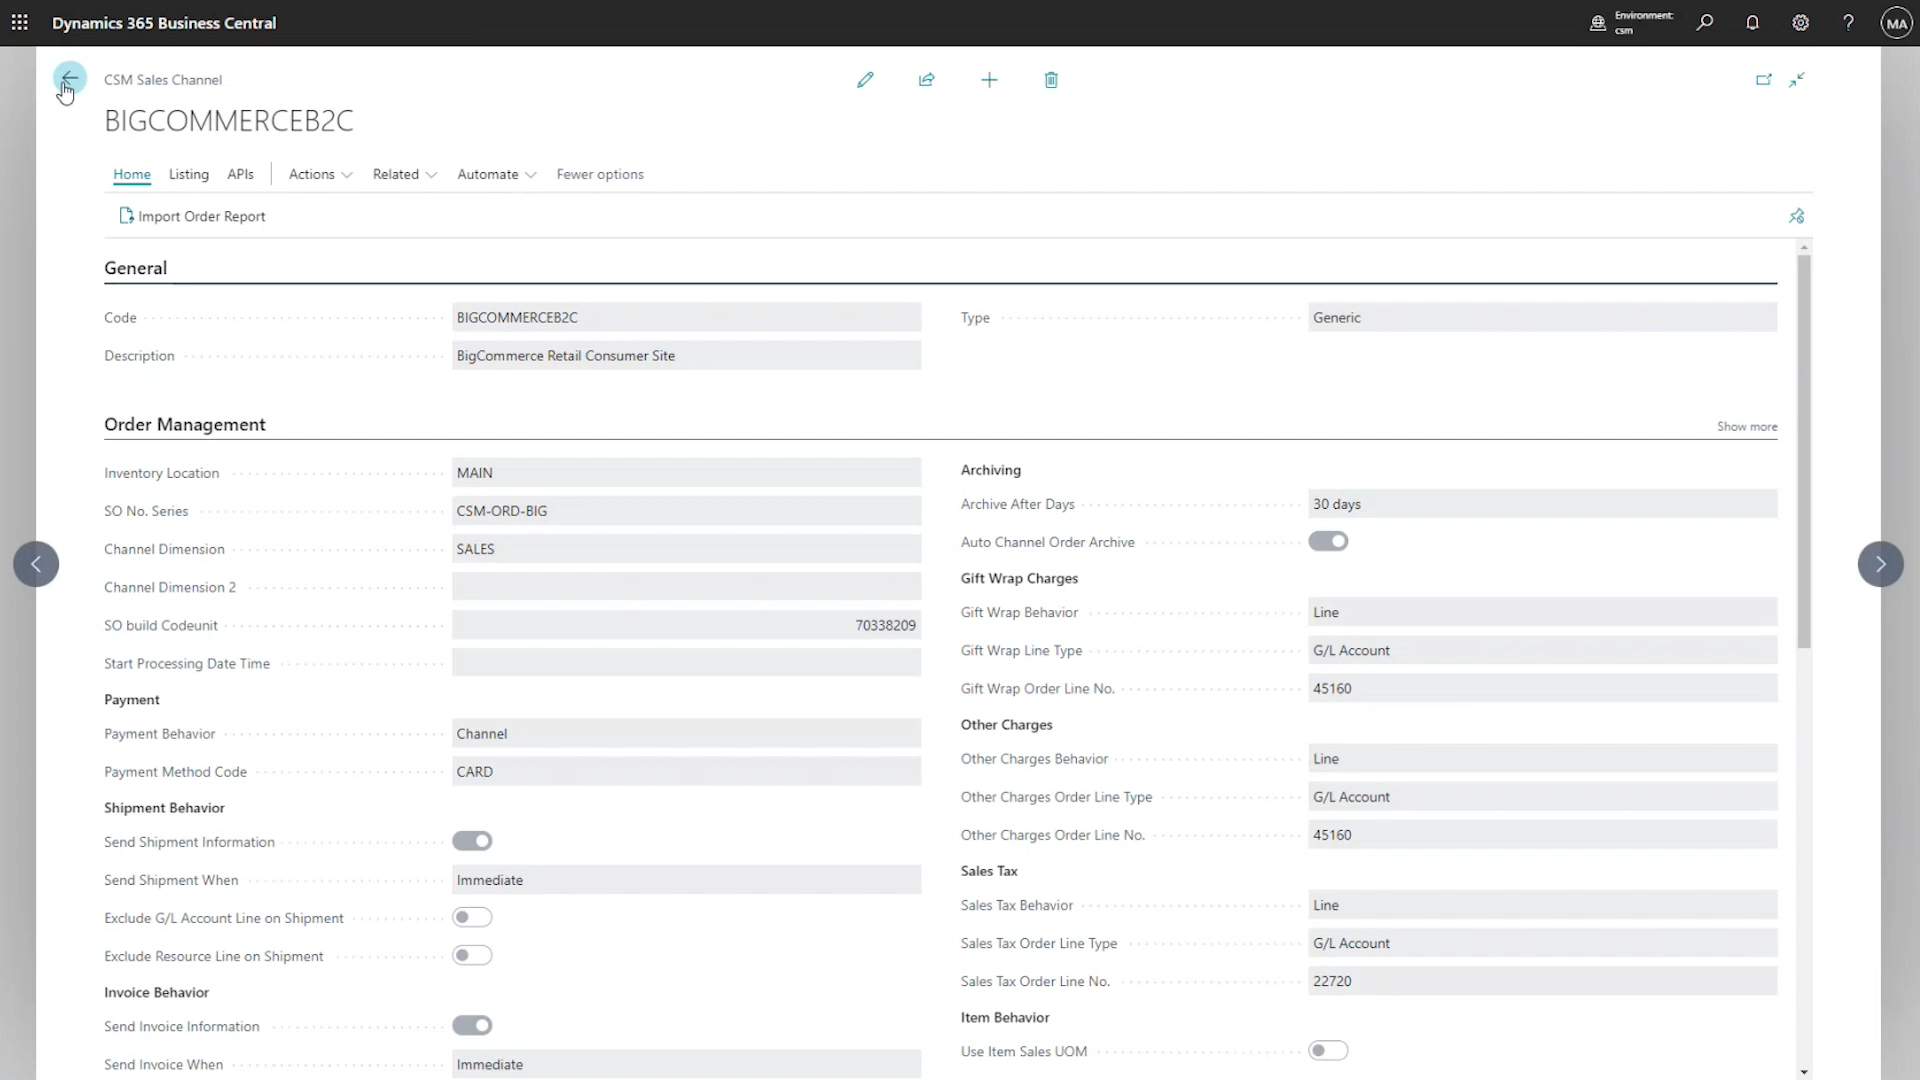 Dynamics 365 Business Central
Environment:
csm
MA
CSM Sales Channel
BIGCOMMERCEB2C
Home
Listing
APIs
Actions
Related
Automate
Fewer options
Import Order Report
General
Code
BIGCOMMERCEB2C
Type
Generic
Description
BigCommerce Retail Consumer Site
Order Management
Show more
Inventory Location
MAIN
SO No. Series
CSM-ORD-BIG
Channel Dimension
SALES
Channel Dimension 2
SO build Codeunit
70338209
Start Processing Date Time
Payment
Payment Behavior
Channel
Payment Method Code
CARD
Shipment Behavior
Send Shipment Information
Send Shipment When
Immediate
Exclude G/L Account Line on Shipment
Exclude Resource Line on Shipment
Invoice Behavior
Send Invoice Information
Send Invoice When
Immediate
Archiving
Archive After Days
30 days
Auto Channel Order Archive
Gift Wrap Charges
Gift Wrap Behavior
Line
Gift Wrap Line Type
G/L Account
Gift Wrap Order Line No.
45160
Other Charges
Other Charges Behavior
Line
Other Charges Order Line Type
G/L Account
Other Charges Order Line No.
45160
Sales Tax
Sales Tax Behavior
Line
Sales Tax Order Line Type
G/L Account
Sales Tax Order Line No.
22720
Item Behavior
Use Item Sales UOM